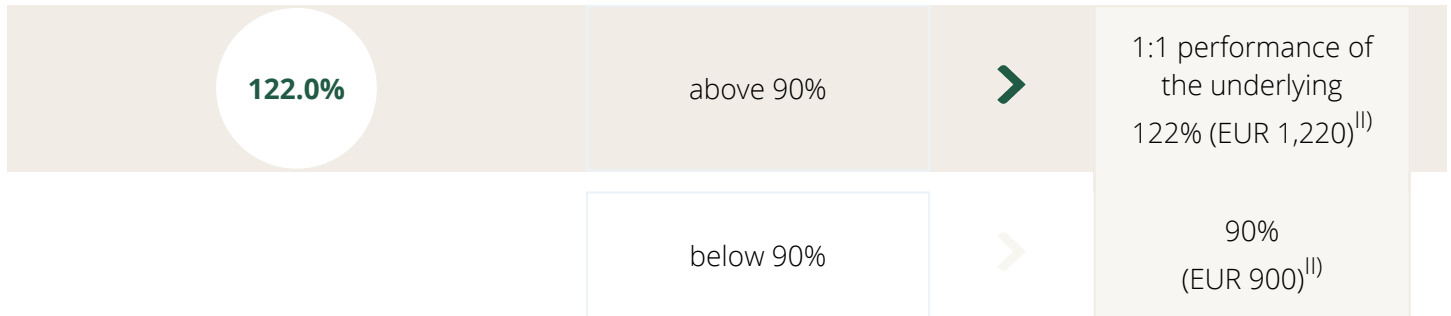 122.0%
above 90%
1:1 performance of
the underlying
122% (EUR 1,220)II)
below 90%
90%
(EUR 900)II)